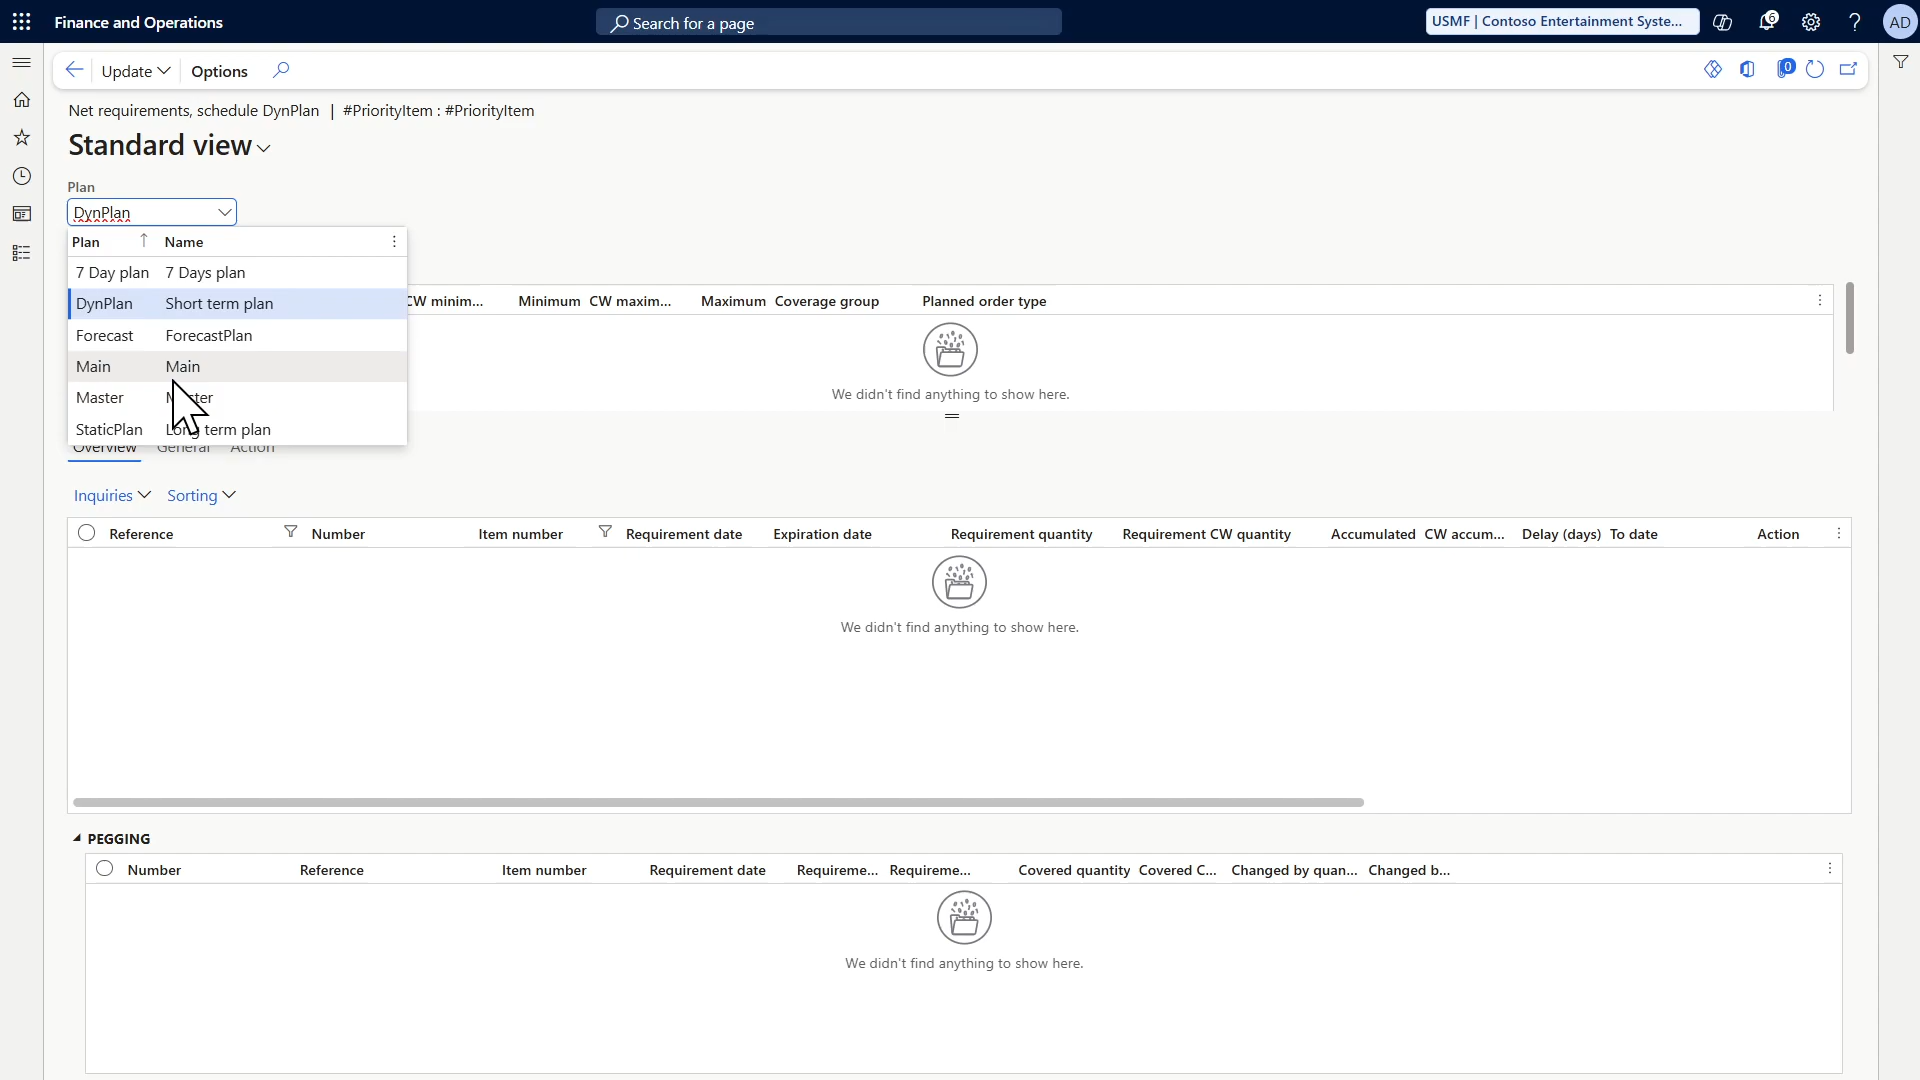 Finance and Operations
Search for a page
USMF | Contoso Entertainment Syste...
6
AD
Update
Options
0
Net requirements, schedule DynPlan | #PriorityItem : #PriorityItem
Standard view
Plan
DynPlan
Plan Name
7 Day plan 7 Days plan
DynPlan Short term plan
Forecast ForecastPlan
Main Main
Master
StaticPlan Long term plan
CW minim... Minimum CW maxim... Maximum Coverage group Planned order type
We didn't find anything to show here.
Overview General Action
Inquiries Sorting
Reference Number Item number Requirement date Expiration date Requirement quantity Requirement CW quantity Accumulated CW accum... Delay (days) To date Action
We didn't find anything to show here.
PEGGING
Number Reference Item number Requirement date Requireme... Requireme... Covered quantity Covered C... Changed by quan... Changed b...
We didn't find anything to show here.